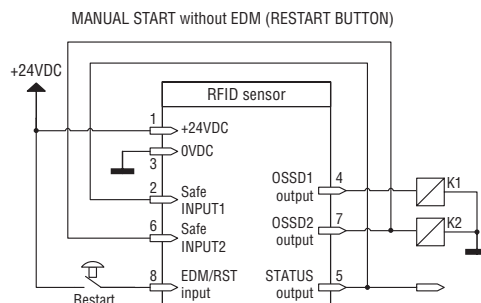 MANUAL START without EDM (RESTART BUTTON)
+24VDC
RFID sensor
1 +24VDC
0VDC
3
2 Safe INPUT1
6 Safe INPUT2
8 EDM/RST input
Restart
OSSD1 output 4
K1
OSSD2 output 7
K2
STATUS output 5